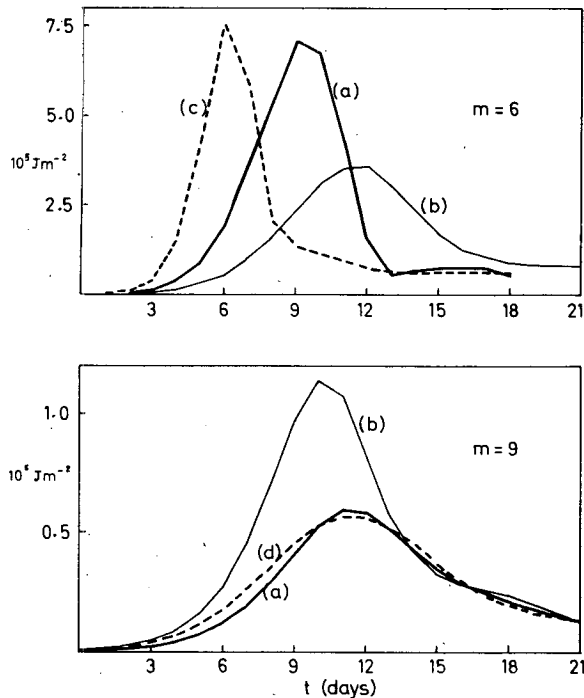 7.5
(c)
(a)
5.0
m = 6
10⁵ Jm⁻²
2.5
(b)
3 6 9 12 15 18 21
1.0
(b)
m = 9
Jm⁻²
0.5
(d)
(a)
3 6 9 12 15 18 21
t (days)